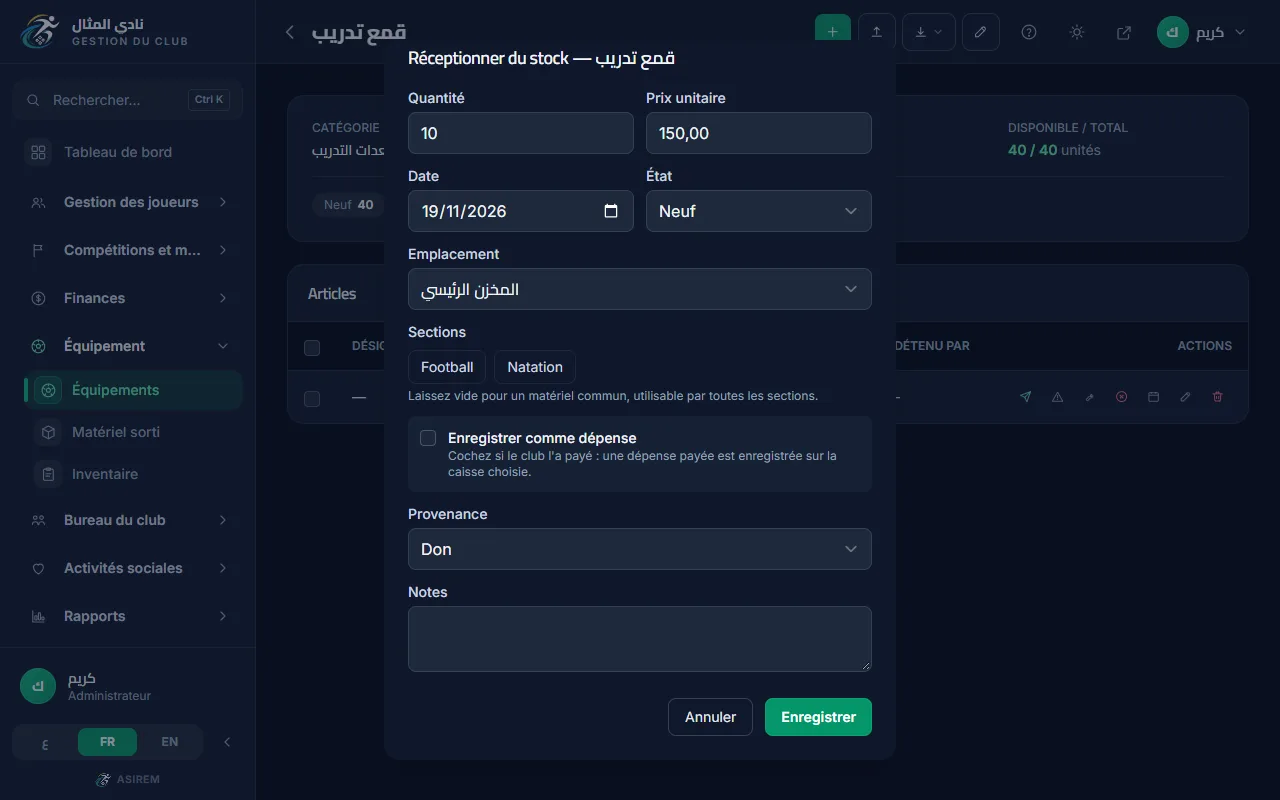 نادي المثال
GESTION DU CLUB
Rechercher...
Ctrl K
Tableau de bord
Gestion des joueurs
Compétitions et m...
Finances
Équipement
Équipements
Matériel sorti
Inventaire
Bureau du club
Activités sociales
Rapports
كريم
Administrateur
ع
FR
EN
ASIREM
قمع تدريب
ك
كريم
CATÉGORIE
عدات التدريب
Neuf 40
DISPONIBLE / TOTAL
40 / 40 unités
Articles
DÉSIG
DÉTENU PAR
ACTIONS
—
Réceptionner du stock — قمع تدريب
Quantité
Prix unitaire
10
150,00
Date
État
19/11/2026
Neuf
Emplacement
المخزن الرئيسي
Sections
Football
Natation
Laissez vide pour un matériel commun, utilisable par toutes les sections.
Enregistrer comme dépense
Cochez si le club l'a payé : une dépense payée est enregistrée sur la
caisse choisie.
Provenance
Don
Notes
Annuler
Enregistrer